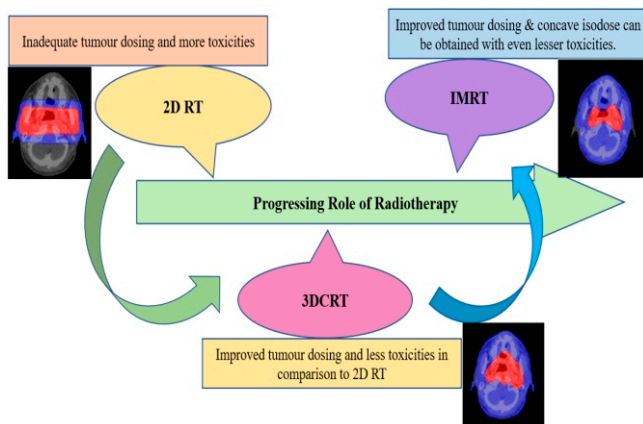 Inadequate tumour dosing and more toxicities
2D RT
Improved tumour dosing & concave isodose can
be obtained with even lesser toxicities.
IMRT
Progressing Role of Radiotherapy
3DCRT
Improved tumour dosing and less toxicities in
comparison to 2D RT